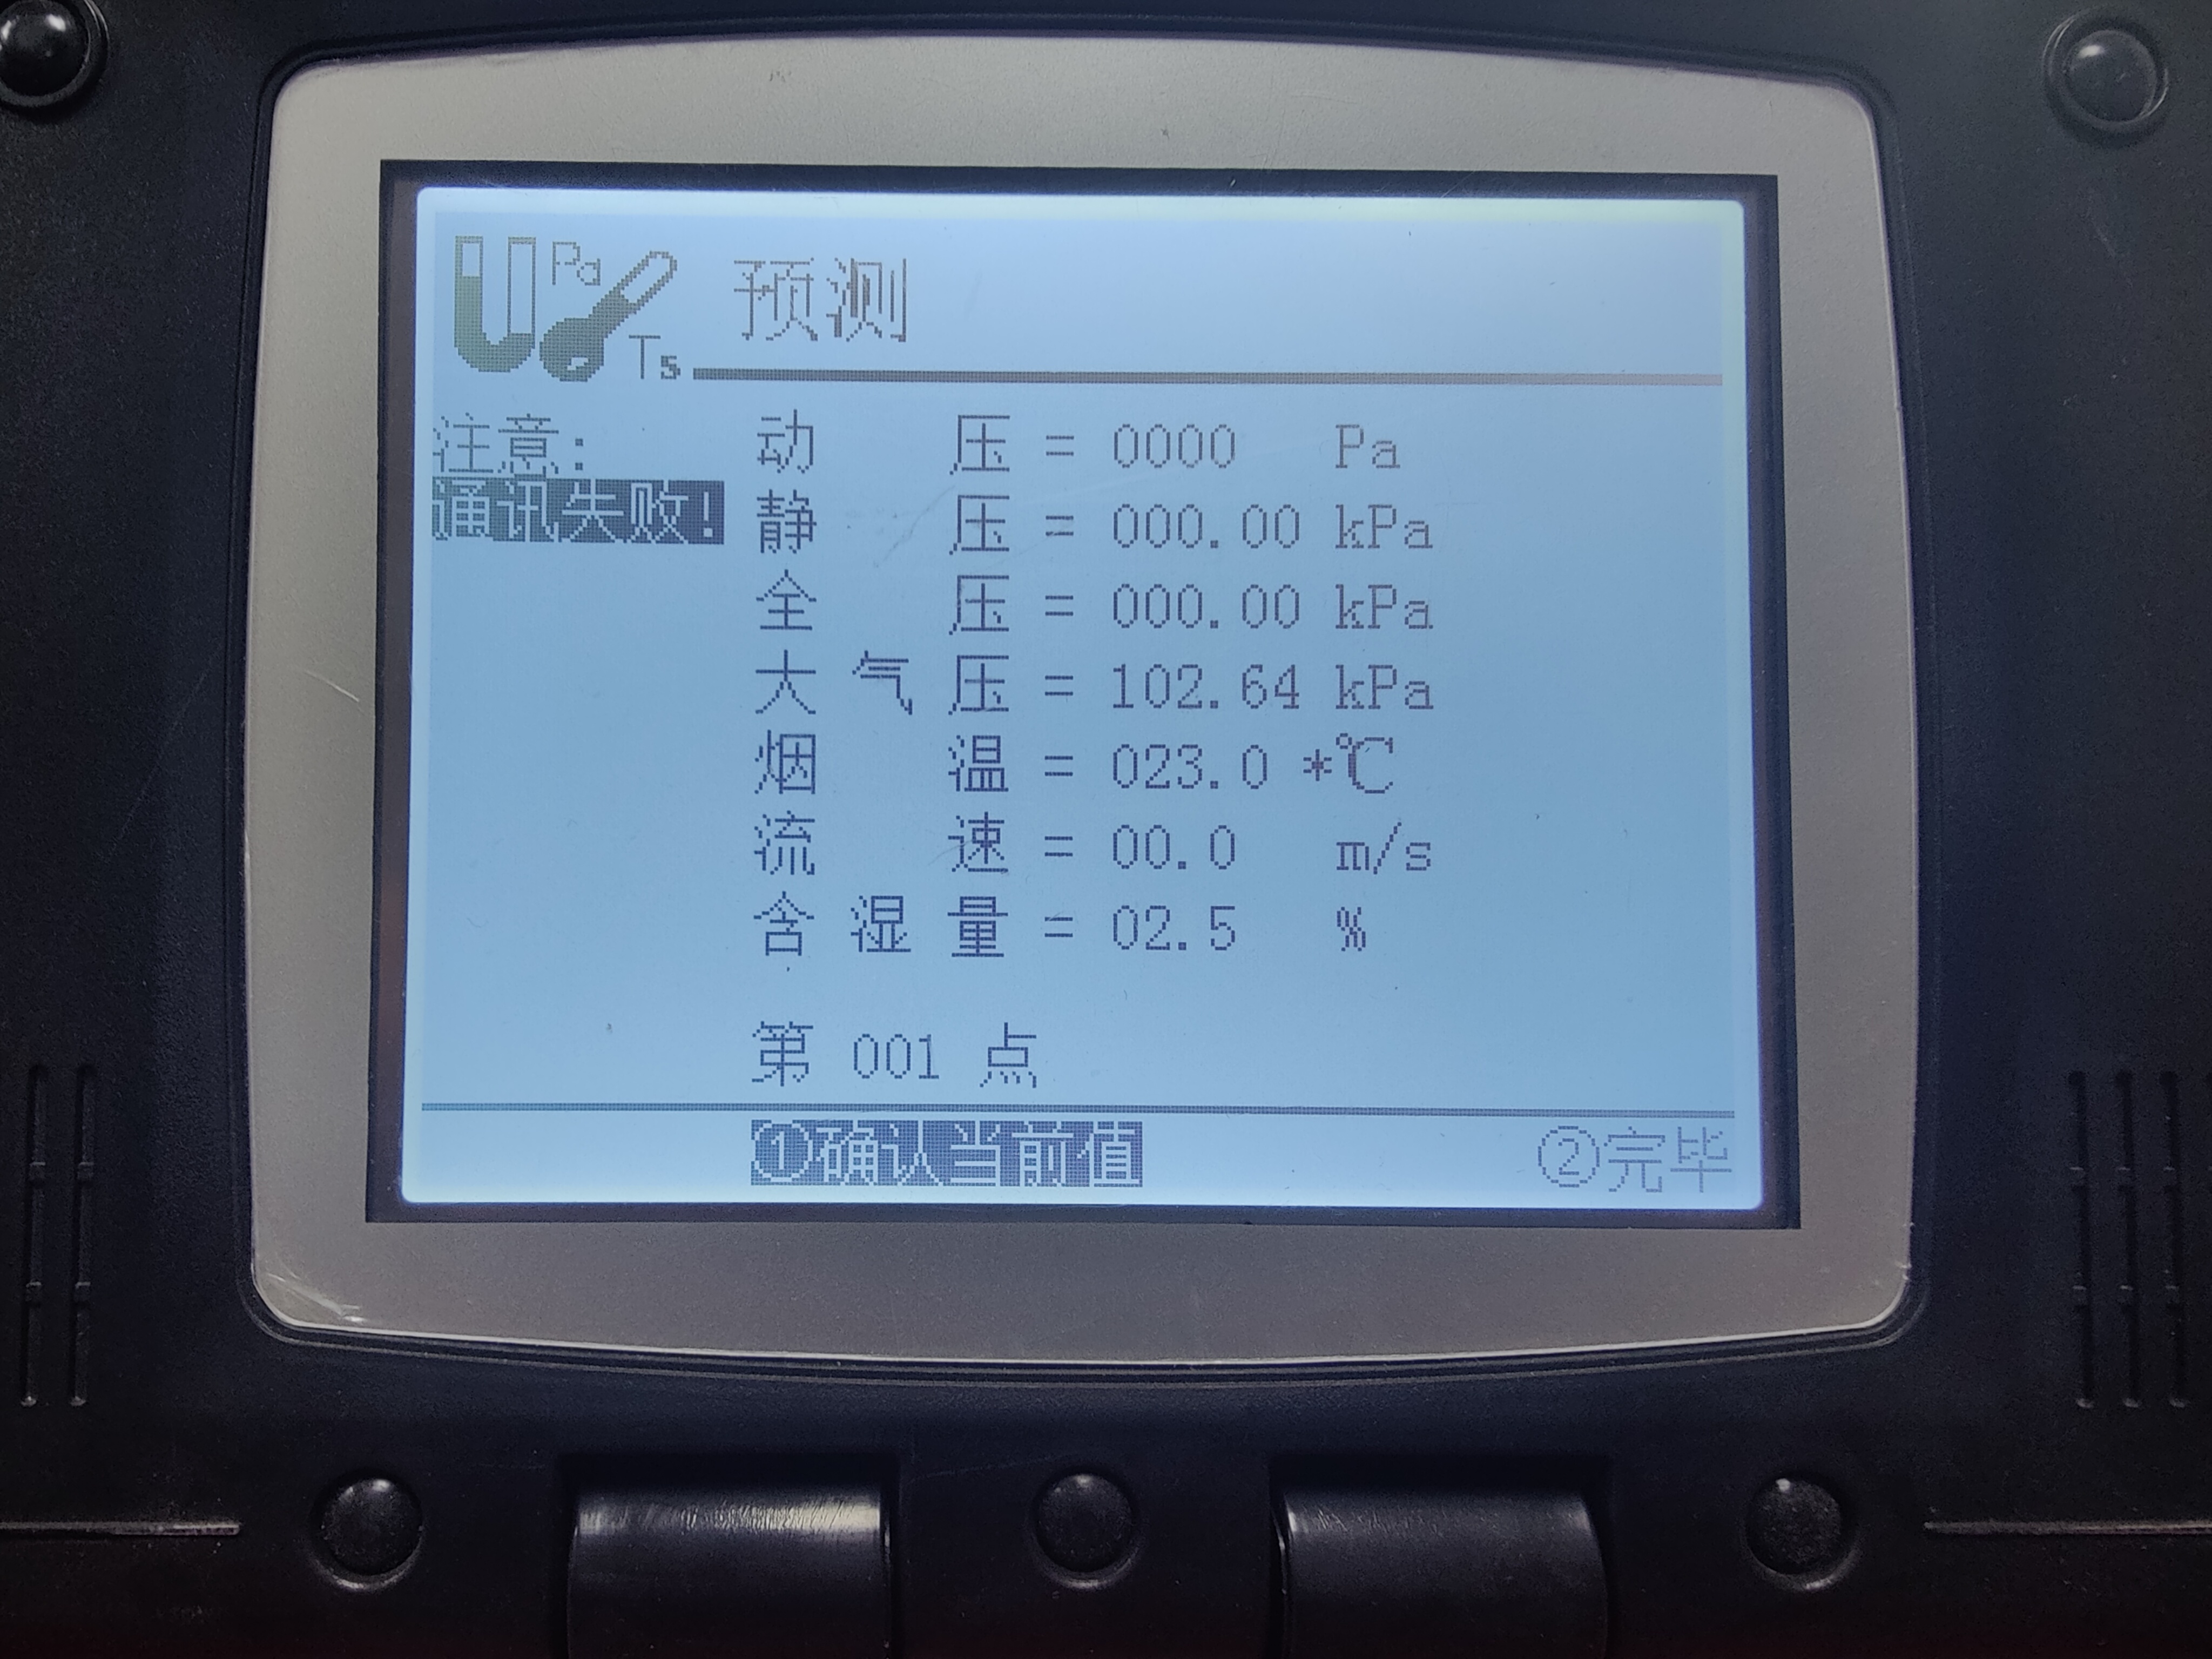 Pa
Ts
预测
注意:
通讯失败!
动 压 = 0000 Pa
静 压 = 000.00 kPa
全 压 = 000.00 kPa
大 气 压 = 102.64 kPa
烟 温 = 023.0 *℃
流 速 = 00.0 m/s
含 湿 量 = 02.5 %
第 001 点
①确认当前值 ②完毕